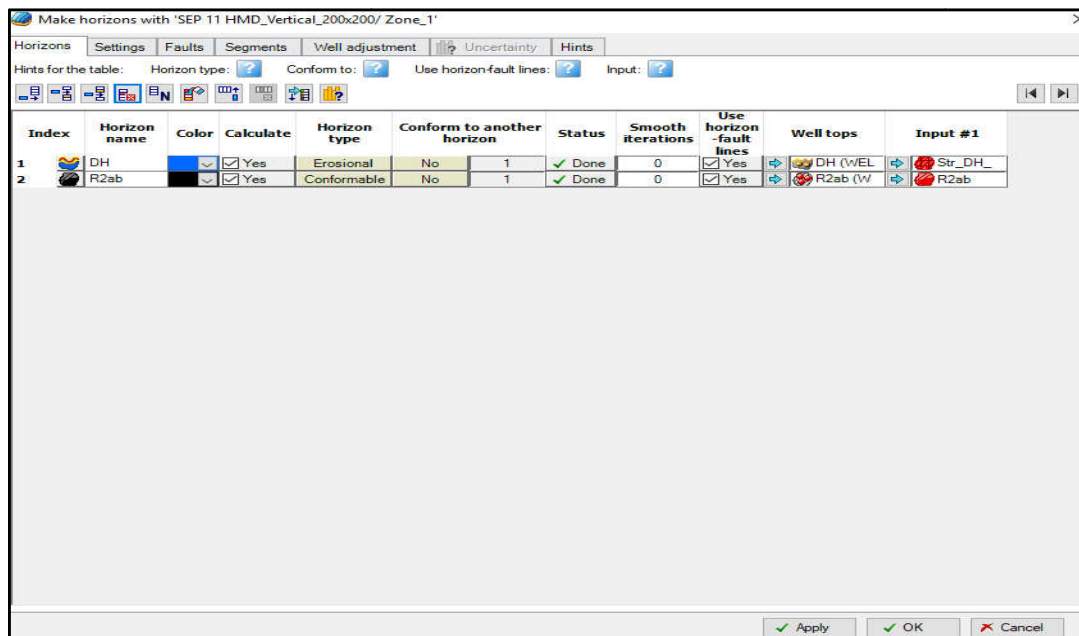 Make horizons with 'SEP 11 HMD_Vertical_200x200/ Zone_1'
Horizons Settings Faults Segments Well adjustment Uncertainty Hints
Hints for the table: Horizon type: ? Conform to: ? Use horizon-fault lines: ? Input: ?
Index Horizon name Color Calculate Horizon type Conform to another horizon Status Smooth iterations Use horizon -fault lines Well tops Input #1
1 DH Yes Erosional No 1 Done 0 Yes DH (WEL Str_DH_
2 R2ab Yes Conformable No 1 Done 0 Yes R2ab (W R2ab
Apply OK Cancel